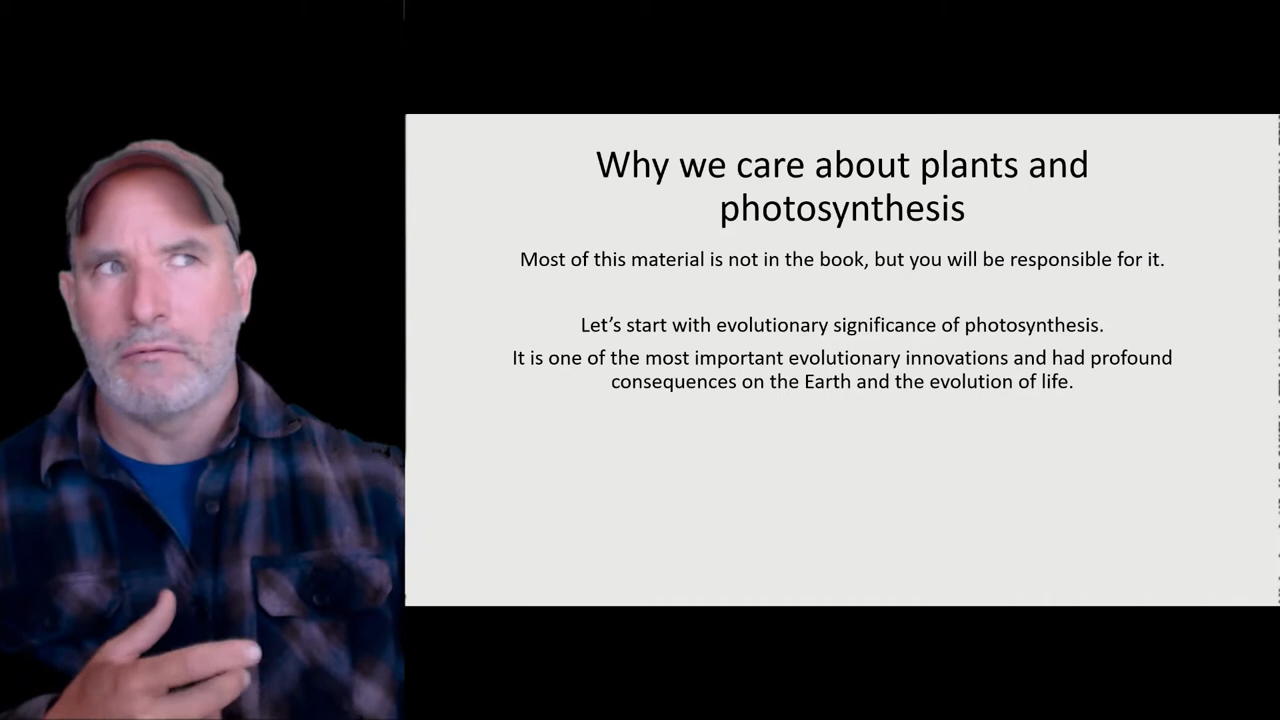 Why we care about plants and
photosynthesis
Most of this material is not in the book, but you will be responsible for it.
Let’s start with evolutionary significance of photosynthesis.
It is one of the most important evolutionary innovations and had profound
consequences on the Earth and the evolution of life.